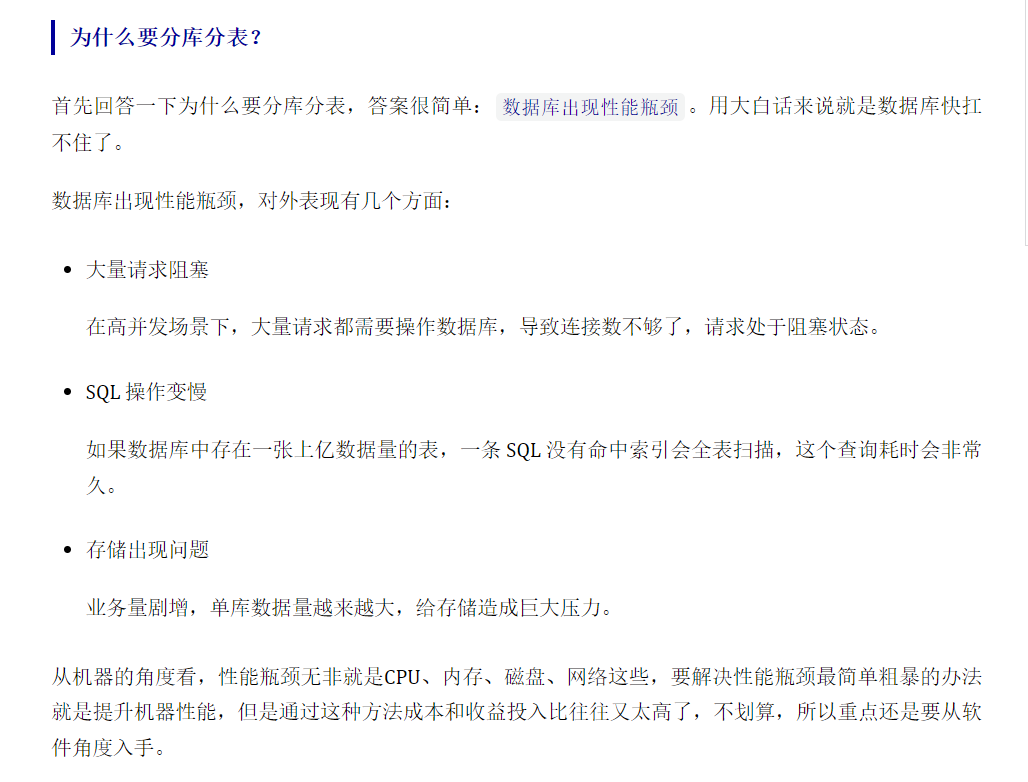 为什么要分库分表？
首先回答一下为什么要分库分表，答案很简单：数据库出现性能瓶颈。用大白话来说就是数据库快扛
不住了。
数据库出现性能瓶颈，对外表现有几个方面：
大量请求阻塞
在高并发场景下，大量请求都需要操作数据库，导致连接数不够了，请求处于阻塞状态。
SQL 操作变慢
如果数据库中存在一张上亿数据量的表，一条 SQL 没有命中索引会全表扫描，这个查询耗时会非常
久。
存储出现问题
业务量剧增，单库数据量越来越大，给存储造成巨大压力。
从机器的角度看，性能瓶颈无非就是CPU、内存、磁盘、网络这些，要解决性能瓶颈最简单粗暴的办法
就是提升机器性能，但是通过这种方法成本和收益投入比往往又太高了，不划算，所以重点还是要从软
件角度入手。